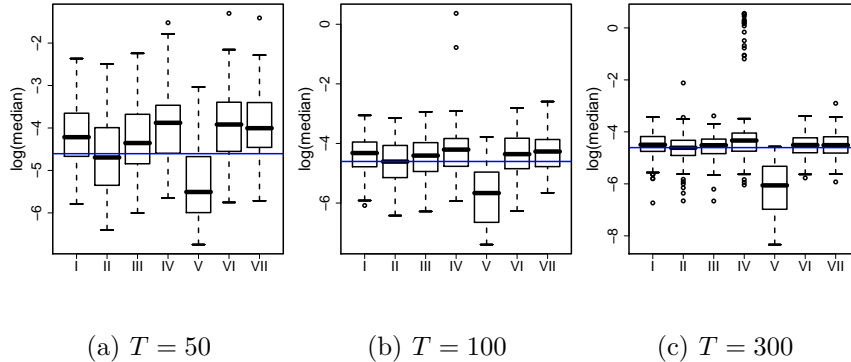 log(median)
−2
−3
−4
−5
−6
I II III IV V VI VII
(a) T = 50
log(median)
0
−2
−4
−6
I II III IV V VI VII
(b) T = 100
log(median)
0
−2
−4
−6
−8
I II III IV V VI VII
(c) T = 300